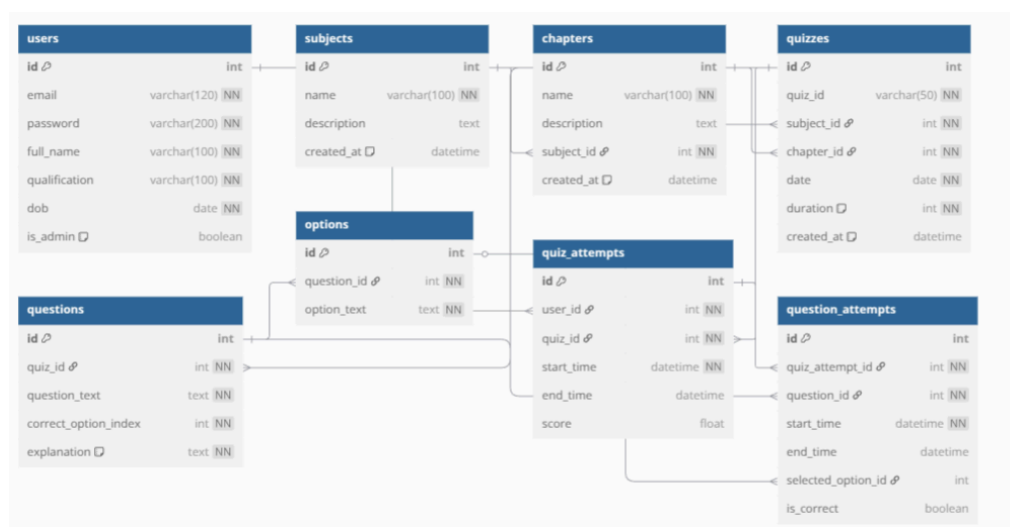 users
id int
email varchar(120) NN
password varchar(200) NN
full_name varchar(100) NN
qualification varchar(100) NN
dob date NN
is_admin boolean
subjects
id int
name varchar(100) NN
description text
created_at datetime
chapters
id int
name varchar(100) NN
description text
subject_id int NN
created_at datetime
quizzes
id int
quiz_id varchar(50) NN
subject_id int NN
chapter_id int NN
date date NN
duration int NN
created_at datetime
options
id int
question_id int NN
option_text text NN
quiz_attempts
id int
user_id int NN
quiz_id int NN
start_time datetime NN
end_time datetime
score float
questions
id int
quiz_id int NN
question_text text NN
correct_option_index int NN
explanation text NN
question_attempts
id int
quiz_attempt_id int NN
question_id int NN
start_time datetime NN
end_time datetime
selected_option_id int
is_correct boolean